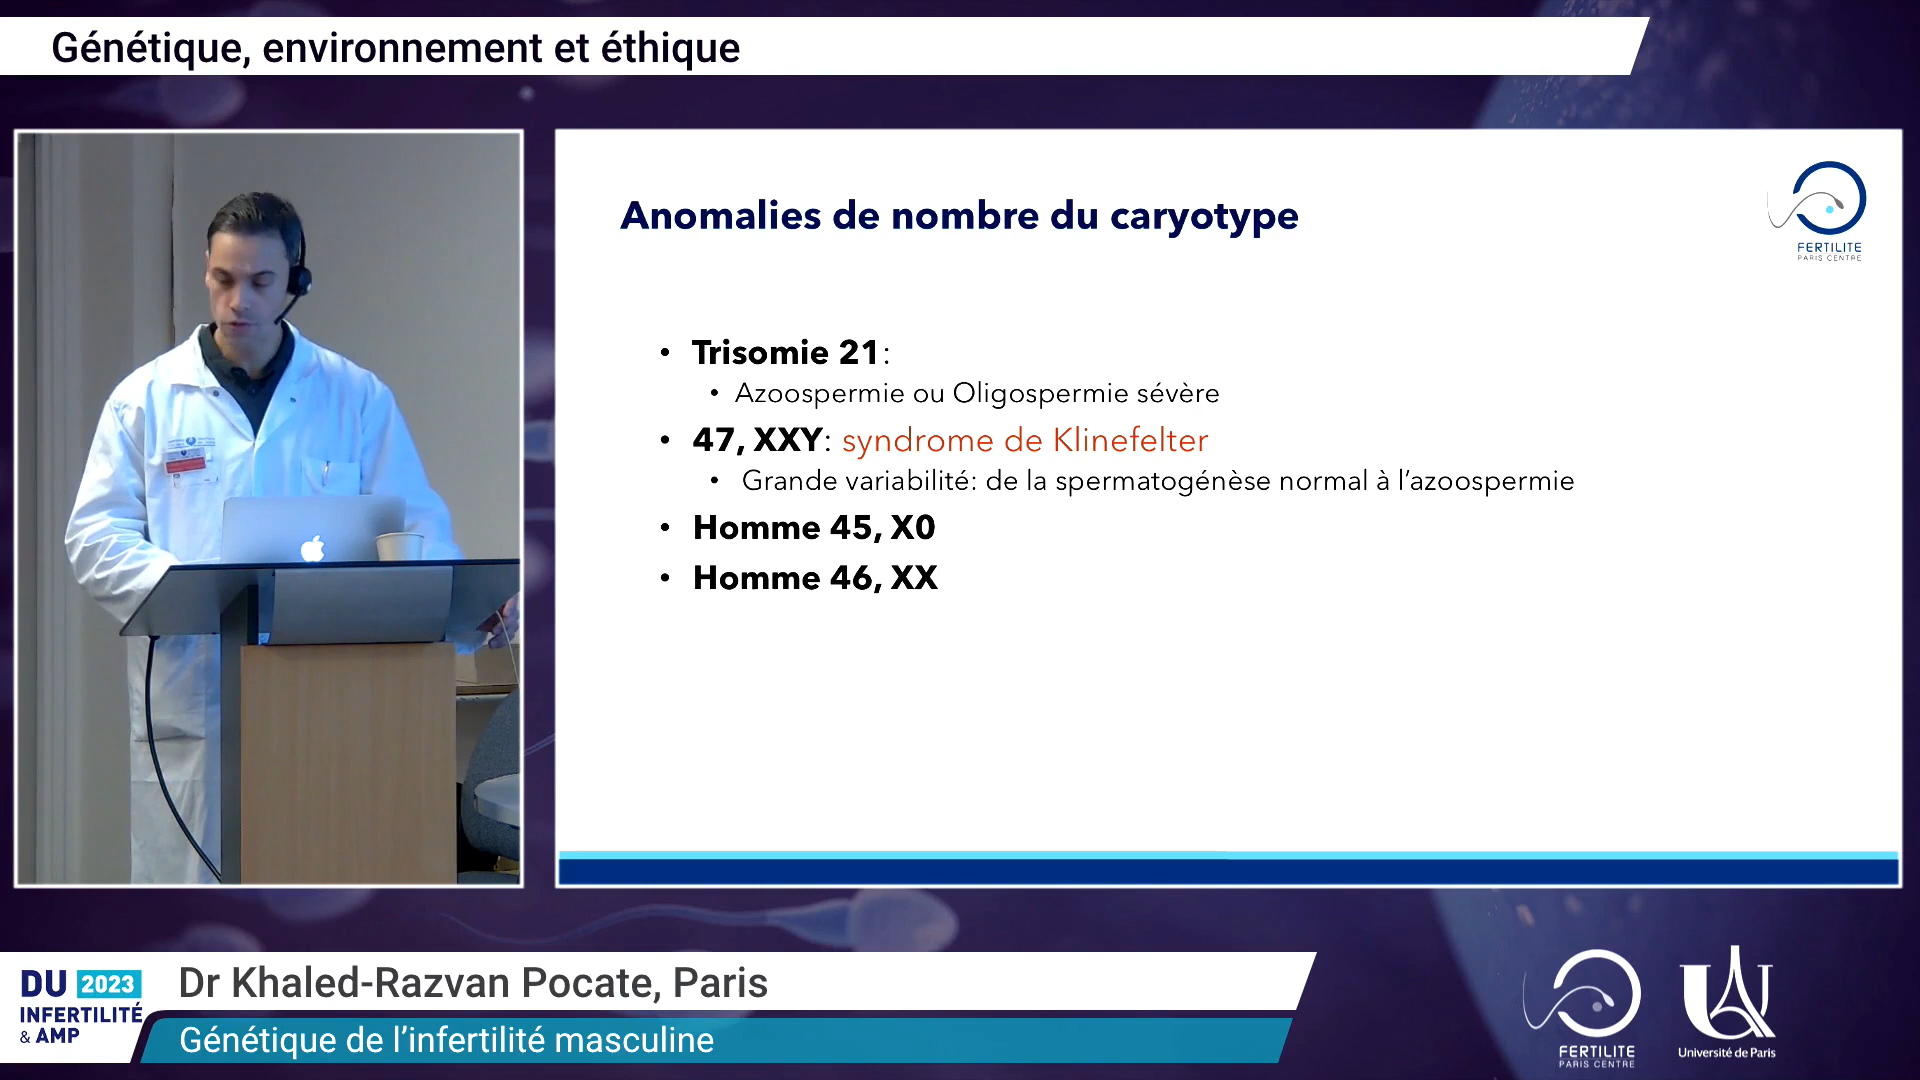 Génétique, environnement et éthique
Anomalies de nombre du caryotype
FERTILITE
PARIS CENTRE
• Trisomie 21:
• Azoospermie ou Oligospermie sévère
• 47, XXY: syndrome de Klinefelter
• Grande variabilité: de la spermatogénèse normal à l'azoospermie
• Homme 45, X0
• Homme 46, XX
DU 2023
INFERTILITÉ
& AMP
Dr Khaled-Razvan Pocate, Paris
Génétique de l'infertilité masculine
FERTILITE
PARIS CENTRE
Université de Paris